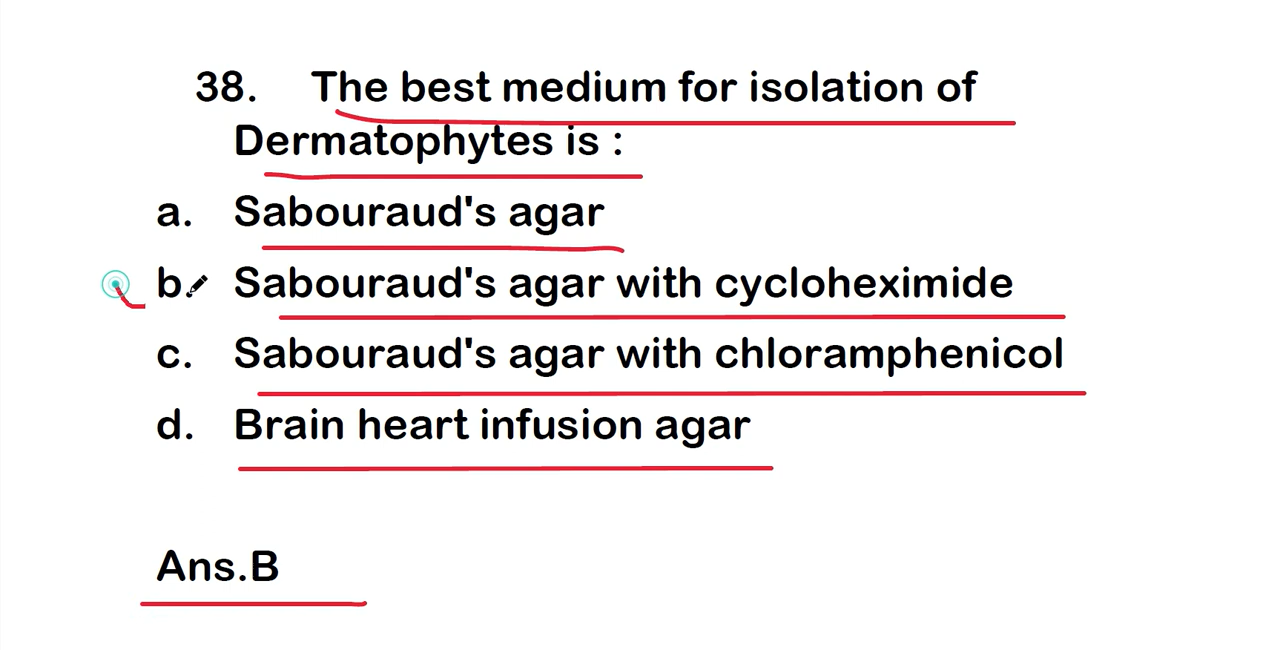 38. The best medium for isolation of
Dermatophytes is :
a. Sabouraud's agar
b. Sabouraud's agar with cycloheximide
c. Sabouraud's agar with chloramphenicol
d. Brain heart infusion agar
Ans.B